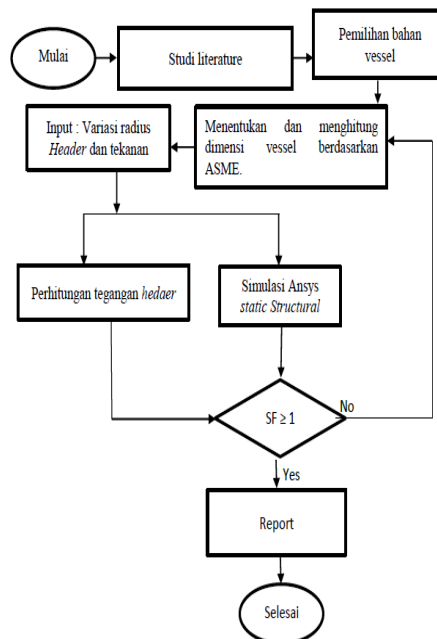 Mulai
Studi literature
Pemilihan bahan
vessel
Input : Variasi radius
Header dan tekanan
Menentukan dan menghitung
dimensi vessel berdasarkan
ASME.
Perhitungan tegangan hedaer
Simulasi Ansys
static Structural
SF ≥ 1
No
Yes
Report
Selesai